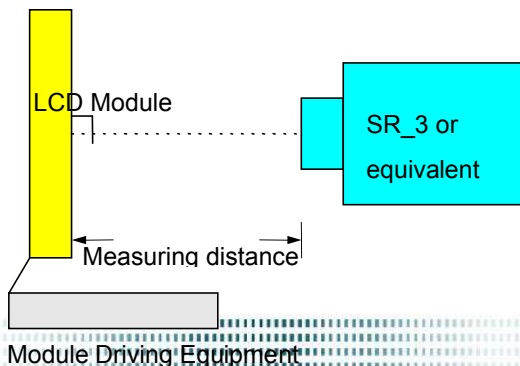 LCD Module
SR_3 or
equivalent
Measuring distance
Module Driving Equipment